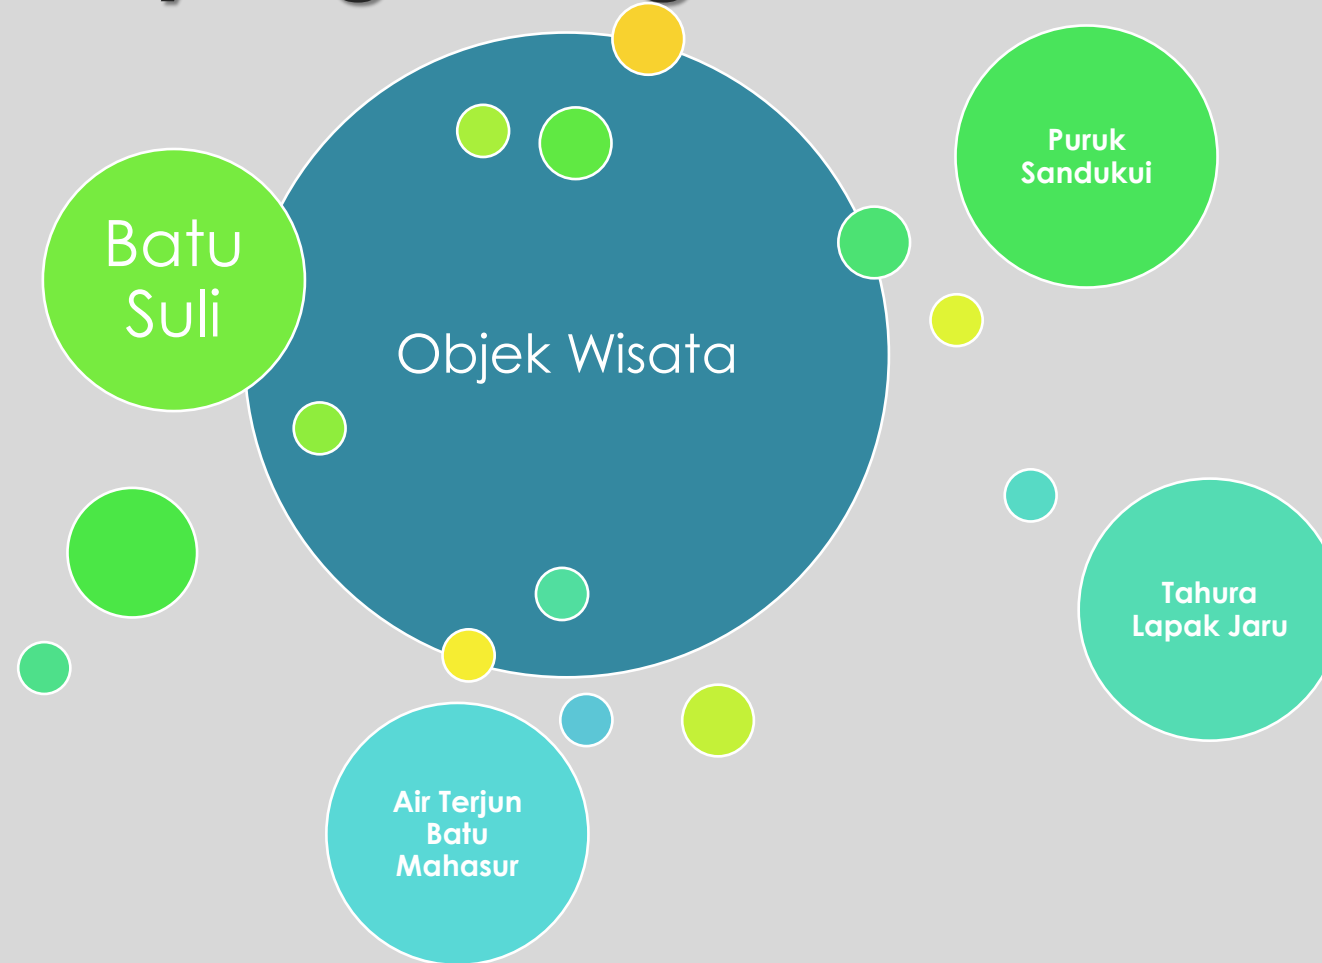 Puruk
Sandukui
Batu
Suli
Objek Wisata
Tahura
Lapak Jaru
Air Terjun
Batu
Mahasur